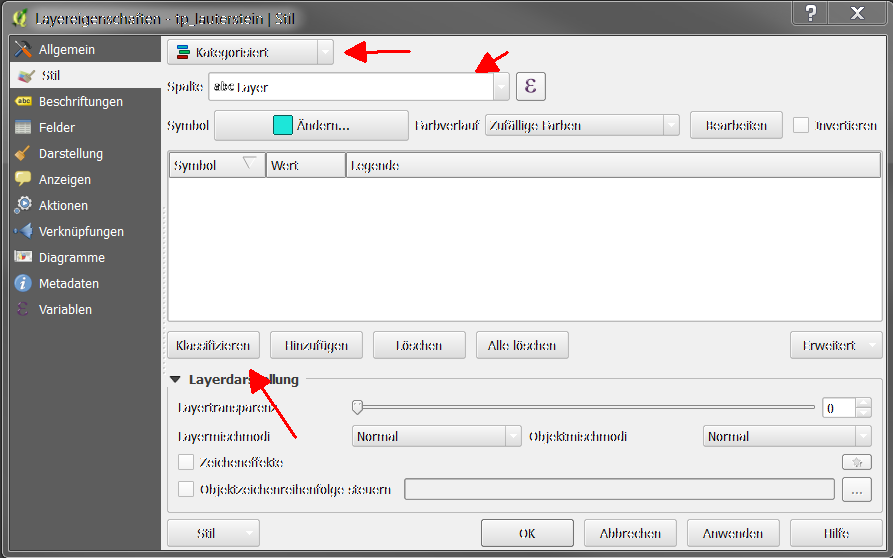 Layereigenschaften - tp_lauterstein | Stil
Allgemein
Stil
Beschriftungen
Felder
Darstellung
Anzeigen
Aktionen
Verknüpfungen
Diagramme
Metadaten
Variablen
Kategorisiert
Spalte abc Layer ε
Symbol Ändern... Farbverlauf Zufällige Farben Bearbeiten Invertieren
Symbol Wert Legende
Klassifizieren Hinzufügen Löschen Alle löschen Erweitert
Layerdarstellung
Layertransparenz 0
Layermischmodi Normal Objektmischmodi Normal
Zeicheneffekte
Objektzeichenreihenfolge steuern ...
Stil OK Abbrechen Anwenden Hilfe